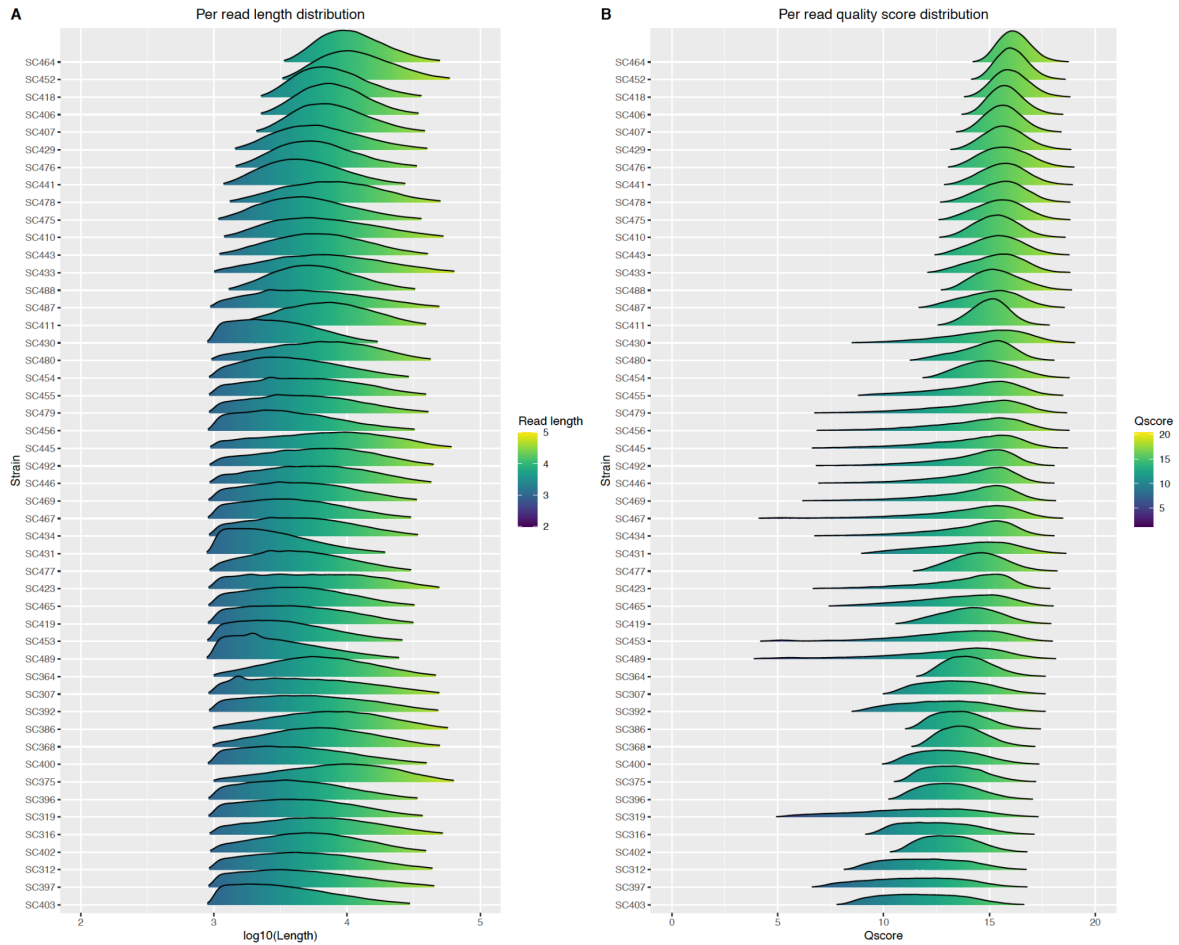 A
Per read length distribution
SC464
SC452
SC418
SC406
SC407
SC429
SC476
SC441
SC478
SC475
SC410
SC443
SC433
SC488
SC487
SC411
SC430
SC480
SC454
SC455
SC479
SC456
SC445
SC492
SC446
SC469
SC467
SC434
SC431
SC477
SC423
SC465
SC419
SC453
SC489
SC364
SC307
SC392
SC386
SC368
SC400
SC375
SC396
SC319
SC316
SC402
SC312
SC397
SC403
Strain
2 3 4 5
log10(Length)
Read length
5
4
3
2
B
Per read quality score distribution
SC464
SC452
SC418
SC406
SC407
SC429
SC476
SC441
SC478
SC475
SC410
SC443
SC433
SC488
SC487
SC411
SC430
SC480
SC454
SC455
SC479
SC456
SC445
SC492
SC446
SC469
SC467
SC434
SC431
SC477
SC423
SC465
SC419
SC453
SC489
SC364
SC307
SC392
SC386
SC368
SC400
SC375
SC396
SC319
SC316
SC402
SC312
SC397
SC403
Strain
0 5 10 15 20
Qscore
Qscore
20
15
10
5